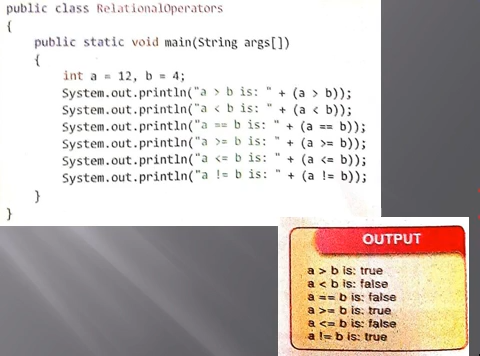 public class RelationalOperators
{
public static void main(String args[])
{
int a = 12, b = 4;
System.out.println("a > b is: " + (a > b));
System.out.println("a < b is: " + (a < b));
System.out.println("a == b is: " + (a == b));
System.out.println("a >= b is: " + (a >= b));
System.out.println("a <= b is: " + (a <= b));
System.out.println("a != b is: " + (a != b));
}
}
OUTPUT
a > b is: true
a < b is: false
a == b is: false
a >= b is: true
a <= b is: false
a != b is: true